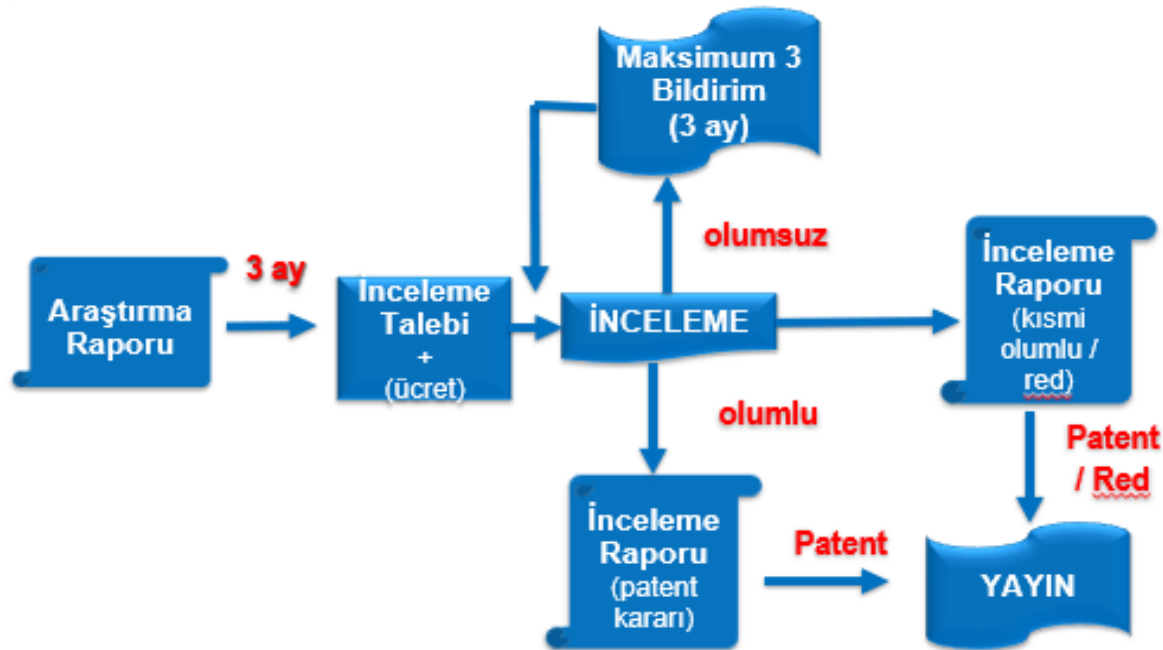 Maksimum 3
Bildirim
(3 ay)
olumsuz
Araştırma
Raporu
3 ay
İnceleme
Talebi
+
(ücret)
İNCELEME
İnceleme
Raporu
(kısmi
olumlu /
red)
olumlu
Patent
/ Red
İnceleme
Raporu
(patent
kararı)
Patent
YAYIN